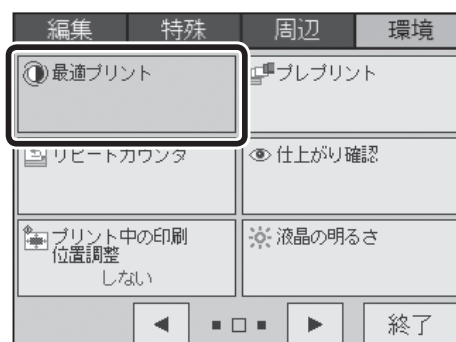 編集 特殊 周辺 環境
最適プリント プレプリント
リピートカウンタ 仕上がり確認
プリント中の印刷 液晶の明るさ
位置調整
しない
終了